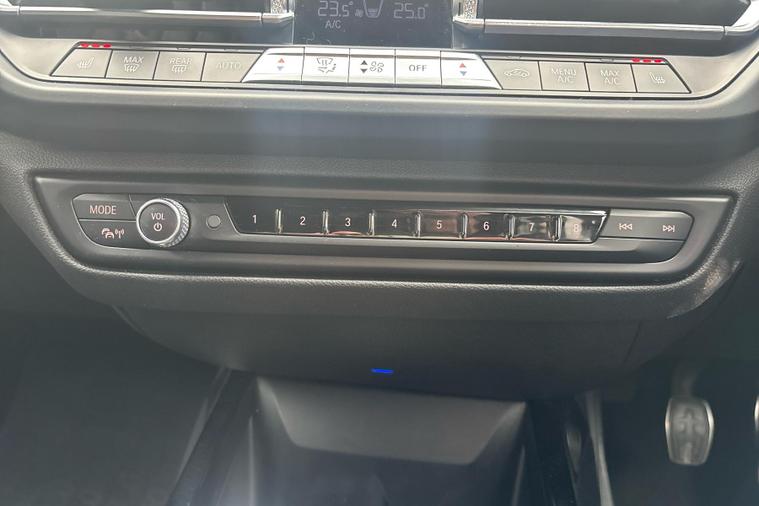 23.5° 25.0°
A/C
MAX REAR AUTO OFF MENU A/C MAX A/C
MODE VOL 1 2 3 4 5 6 7 8